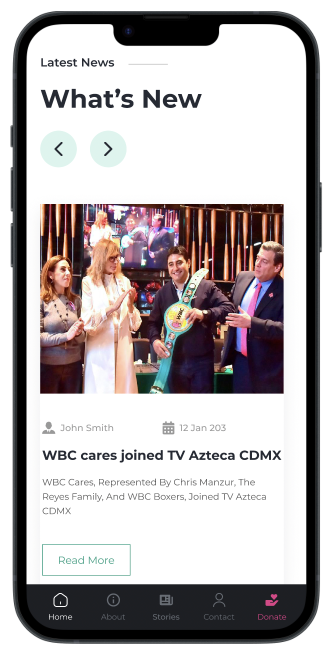 Latest News
What's New
John Smith
12 Jan 203
WBC cares joined TV Azteca CDMX
WBC Cares, Represented By Chris Manzur, The
Reyes Family, And WBC Boxers, Joined TV Azteca
CDMX
Read More
Home
About
Stories
Contact
Donate